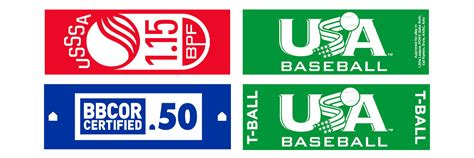 USSSA
1.15
BPF
USA
BASEBALL
BBCOR
CERTIFIED
.50
T-BALL
USA
BASEBALL
T-BALL